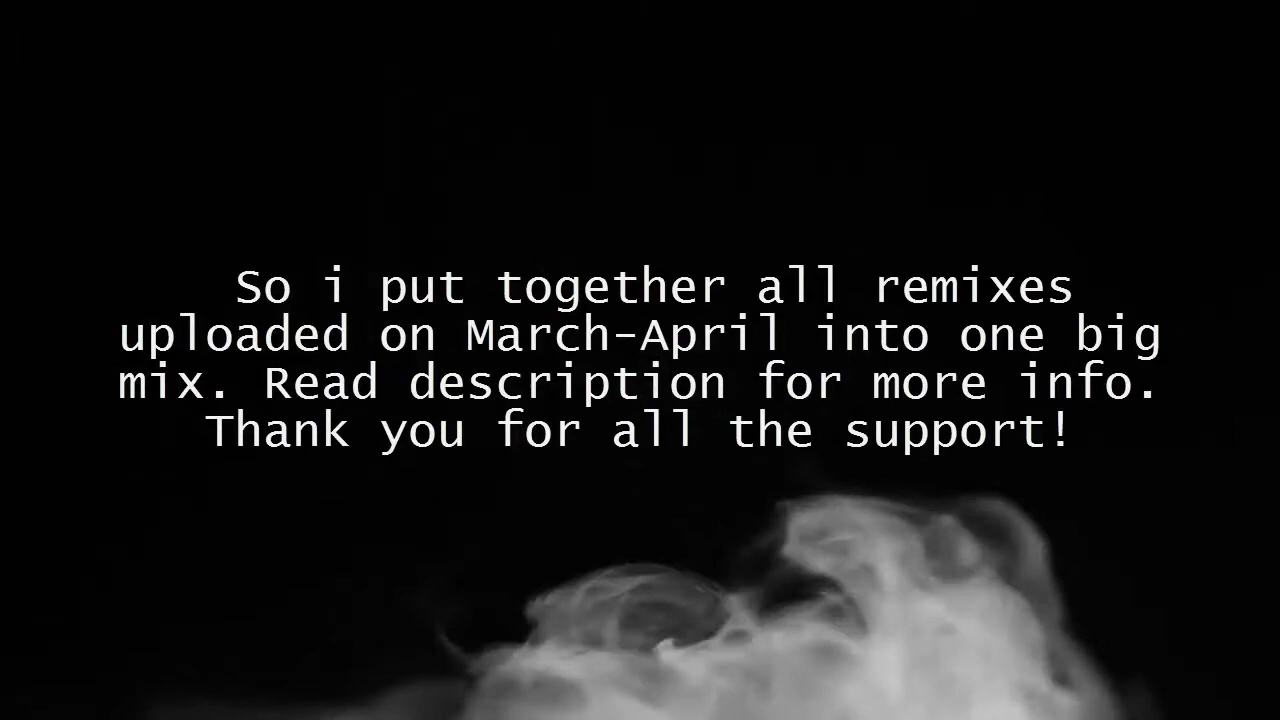 So i put together all remixes
uploaded on March-April into one big
mix. Read description for more info.
Thank you for all the support!